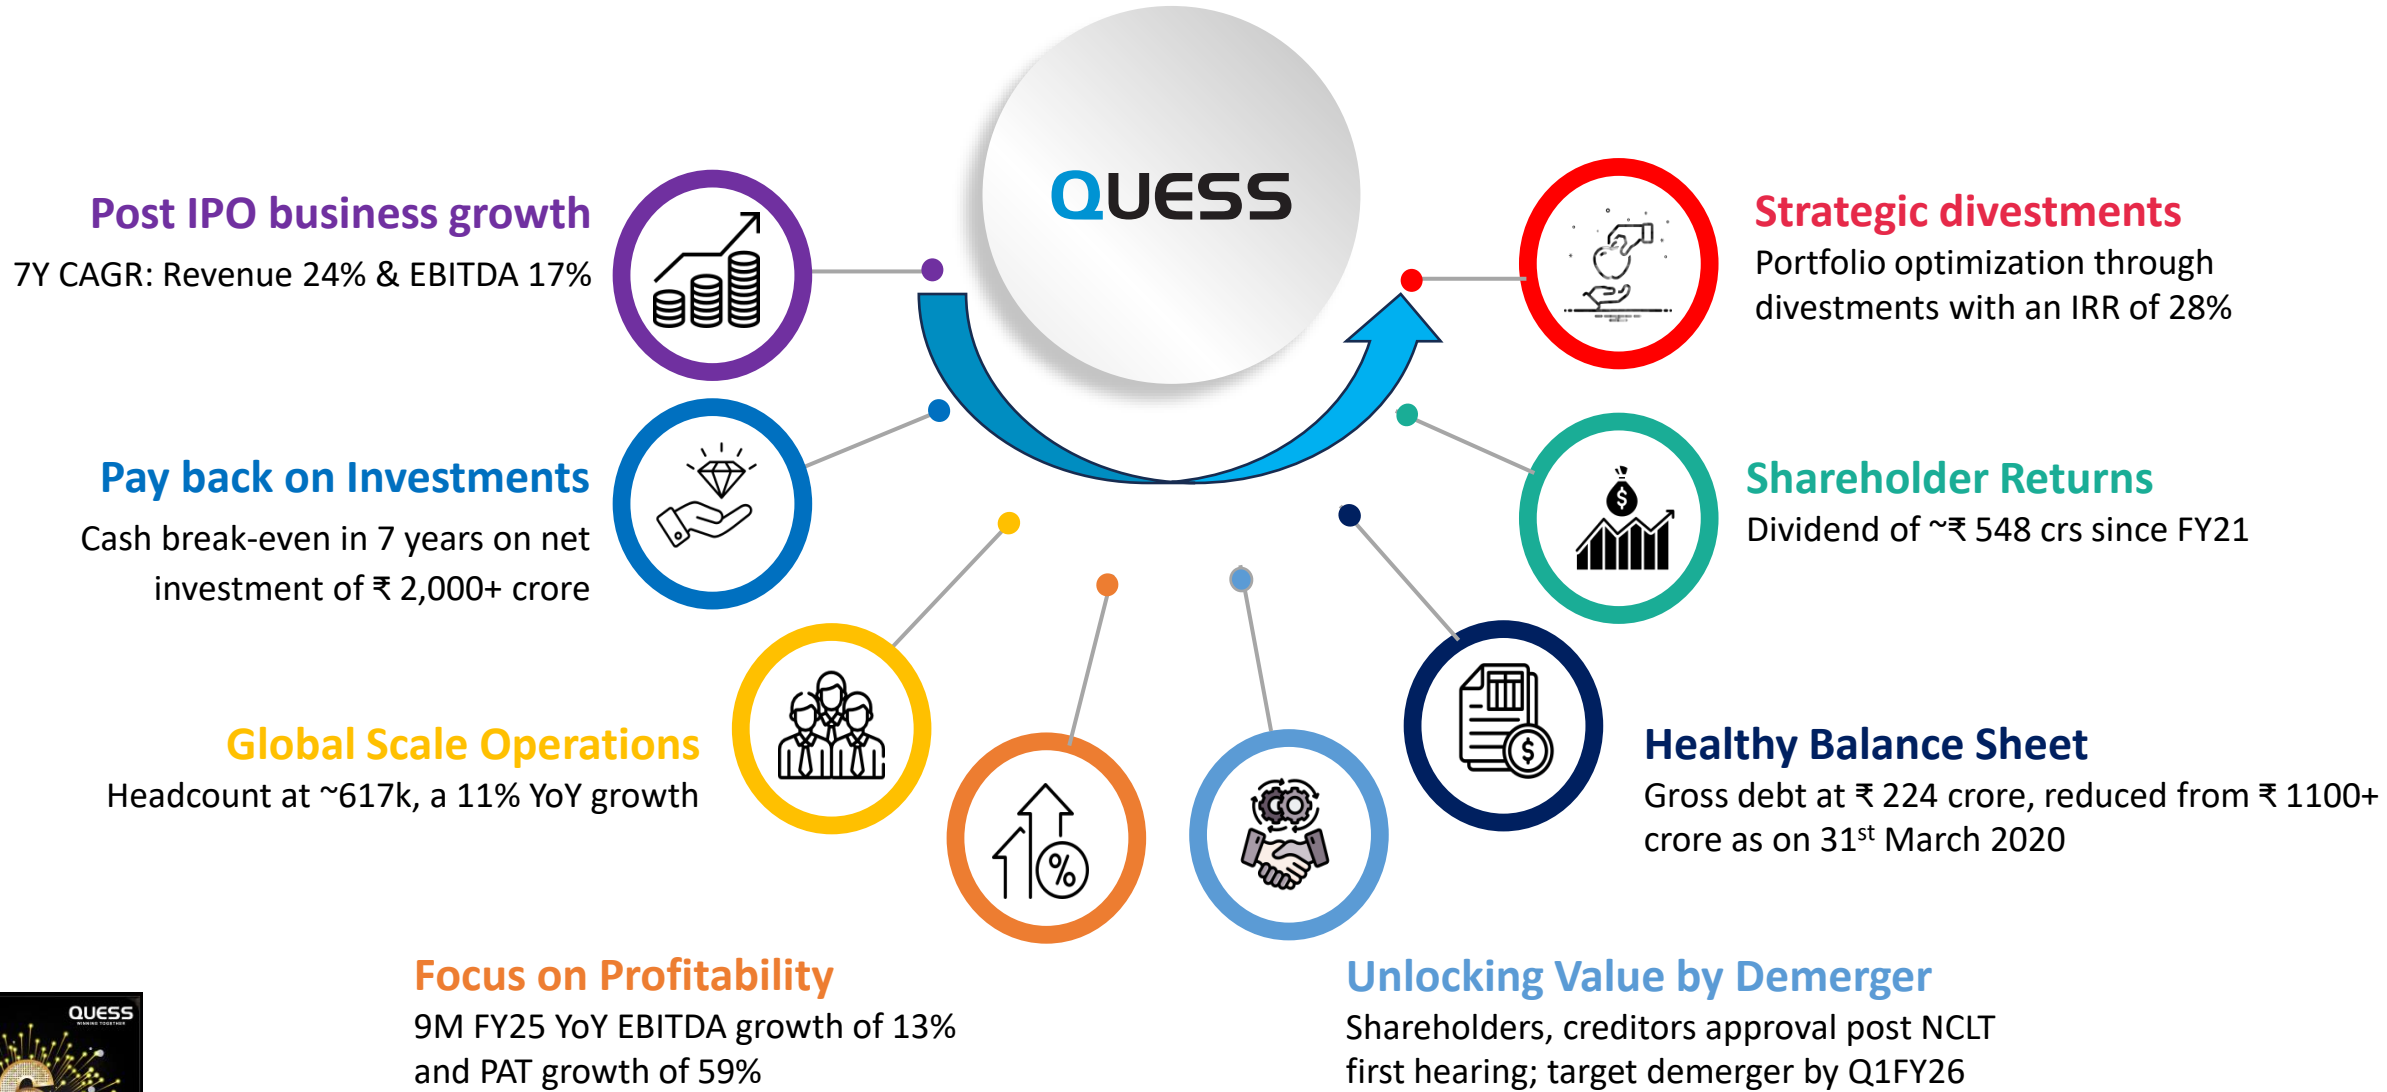 QUESS
Post IPO business growth
7Y CAGR: Revenue 24% & EBITDA 17%
Pay back on Investments
Cash break-even in 7 years on net
investment of ₹ 2,000+ crore
Global Scale Operations
Headcount at ~617k, a 11% YoY growth
Focus on Profitability
9M FY25 YoY EBITDA growth of 13%
and PAT growth of 59%
Unlocking Value by Demerger
Shareholders, creditors approval post NCLT
first hearing; target demerger by Q1FY26
Healthy Balance Sheet
Gross debt at ₹ 224 crore, reduced from ₹ 1100+
crore as on 31st March 2020
Shareholder Returns
Dividend of ~₹ 548 crs since FY21
Strategic divestments
Portfolio optimization through
divestments with an IRR of 28%
QUESS
WINNING TOGETHER